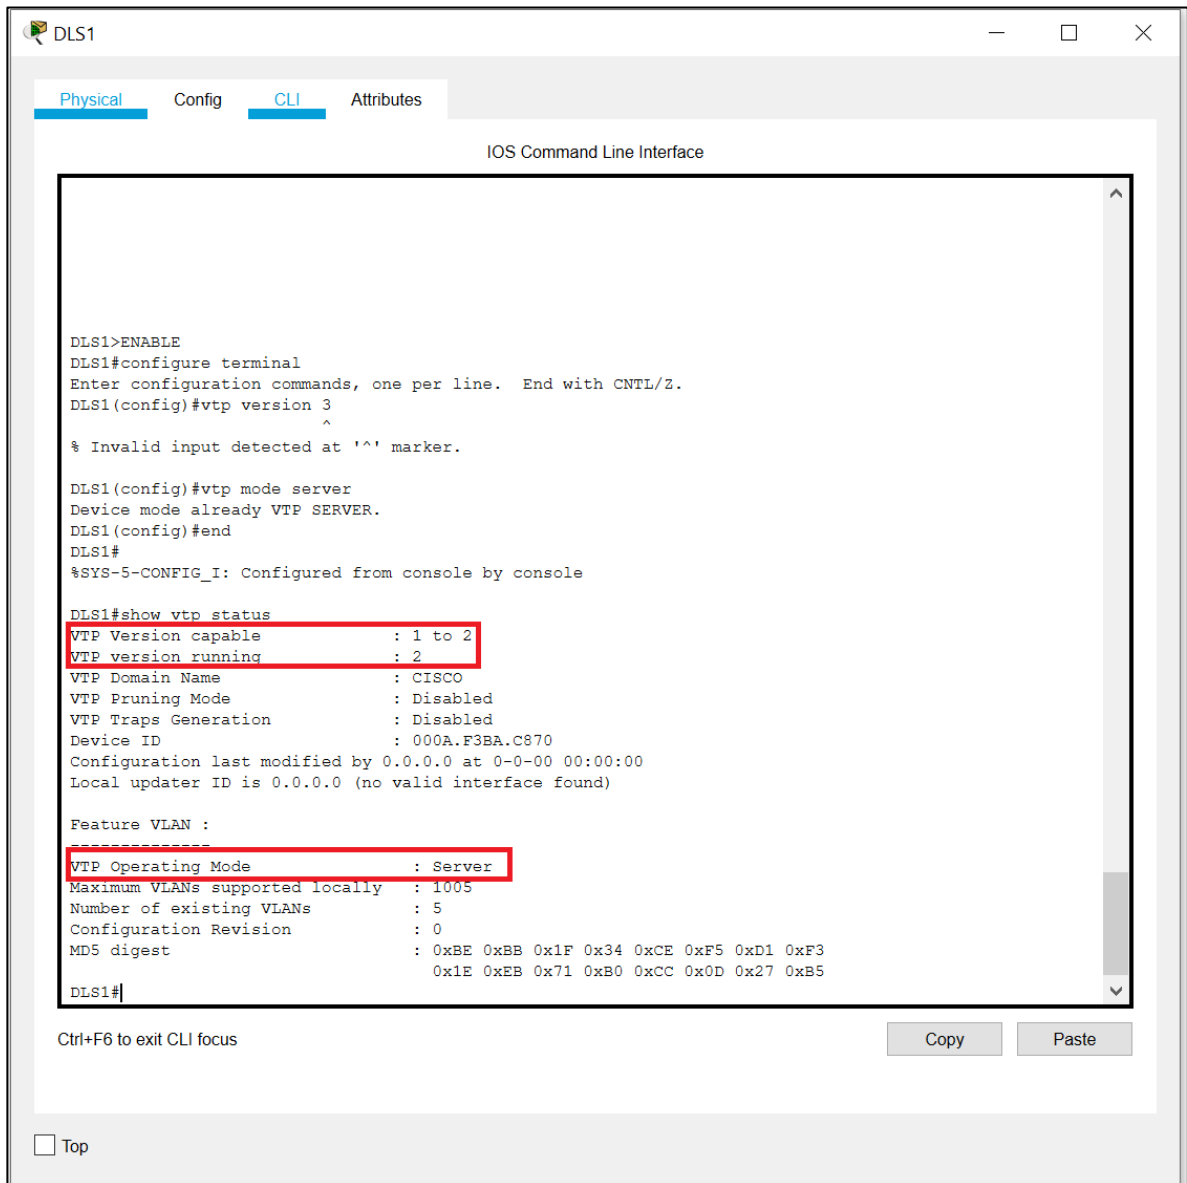 DLS1
Physical Config CLI Attributes
IOS Command Line Interface
DLS1>ENABLE
DLS1#configure terminal
Enter configuration commands, one per line.  End with CNTL/Z.
DLS1(config)#vtp version 3
^
% Invalid input detected at '^' marker.
DLS1(config)#vtp mode server
Device mode already VTP SERVER.
DLS1(config)#end
DLS1#
%SYS-5-CONFIG_I: Configured from console by console
DLS1#show vtp status
VTP Version capable : 1 to 2
VTP version running : 2
VTP Domain Name : CISCO
VTP Pruning Mode : Disabled
VTP Traps Generation : Disabled
Device ID : 000A.F3BA.C870
Configuration last modified by 0.0.0.0 at 0-0-00 00:00:00
Local updater ID is 0.0.0.0 (no valid interface found)
Feature VLAN :
--------------
VTP Operating Mode : Server
Maximum VLANs supported locally : 1005
Number of existing VLANs : 5
Configuration Revision : 0
MD5 digest : 0xBE 0xBB 0x1F 0x34 0xCE 0xF5 0xD1 0xF3
0x1E 0xEB 0x71 0xB0 0xCC 0x0D 0x27 0xB5
DLS1#
Ctrl+F6 to exit CLI focus
Copy Paste
Top